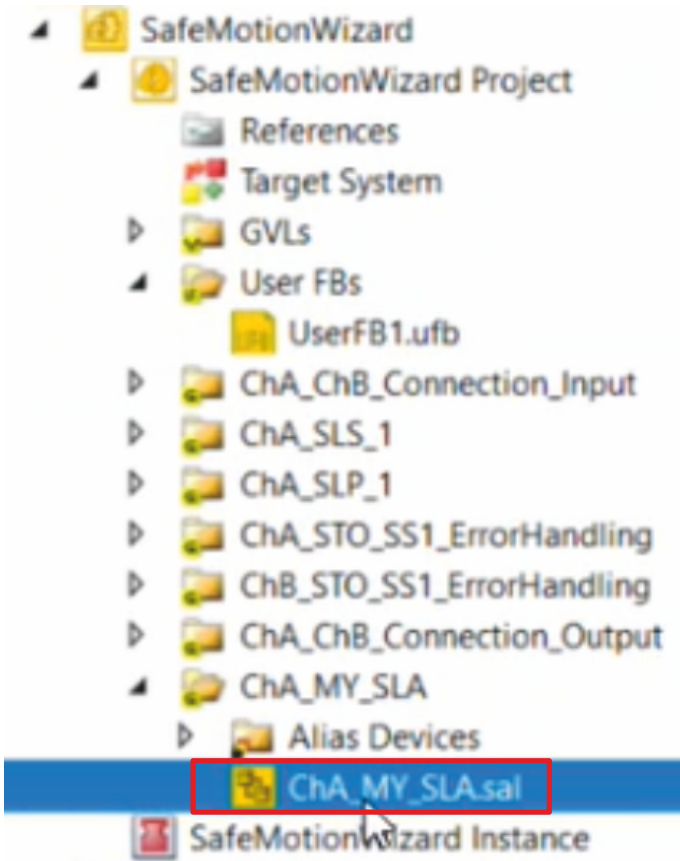 SafeMotionWizard
SafeMotionWizard Project
References
Target System
GVLs
User FBs
UserFB1.ufb
ChA_ChB_Connection_Input
ChA_SLS_1
ChA_SLP_1
ChA_STO_SS1_ErrorHandling
ChB_STO_SS1_ErrorHandling
ChA_ChB_Connection_Output
ChA_MY_SLA
Alias Devices
ChA_MY_SLA.sal
SafeMotionWizard Instance